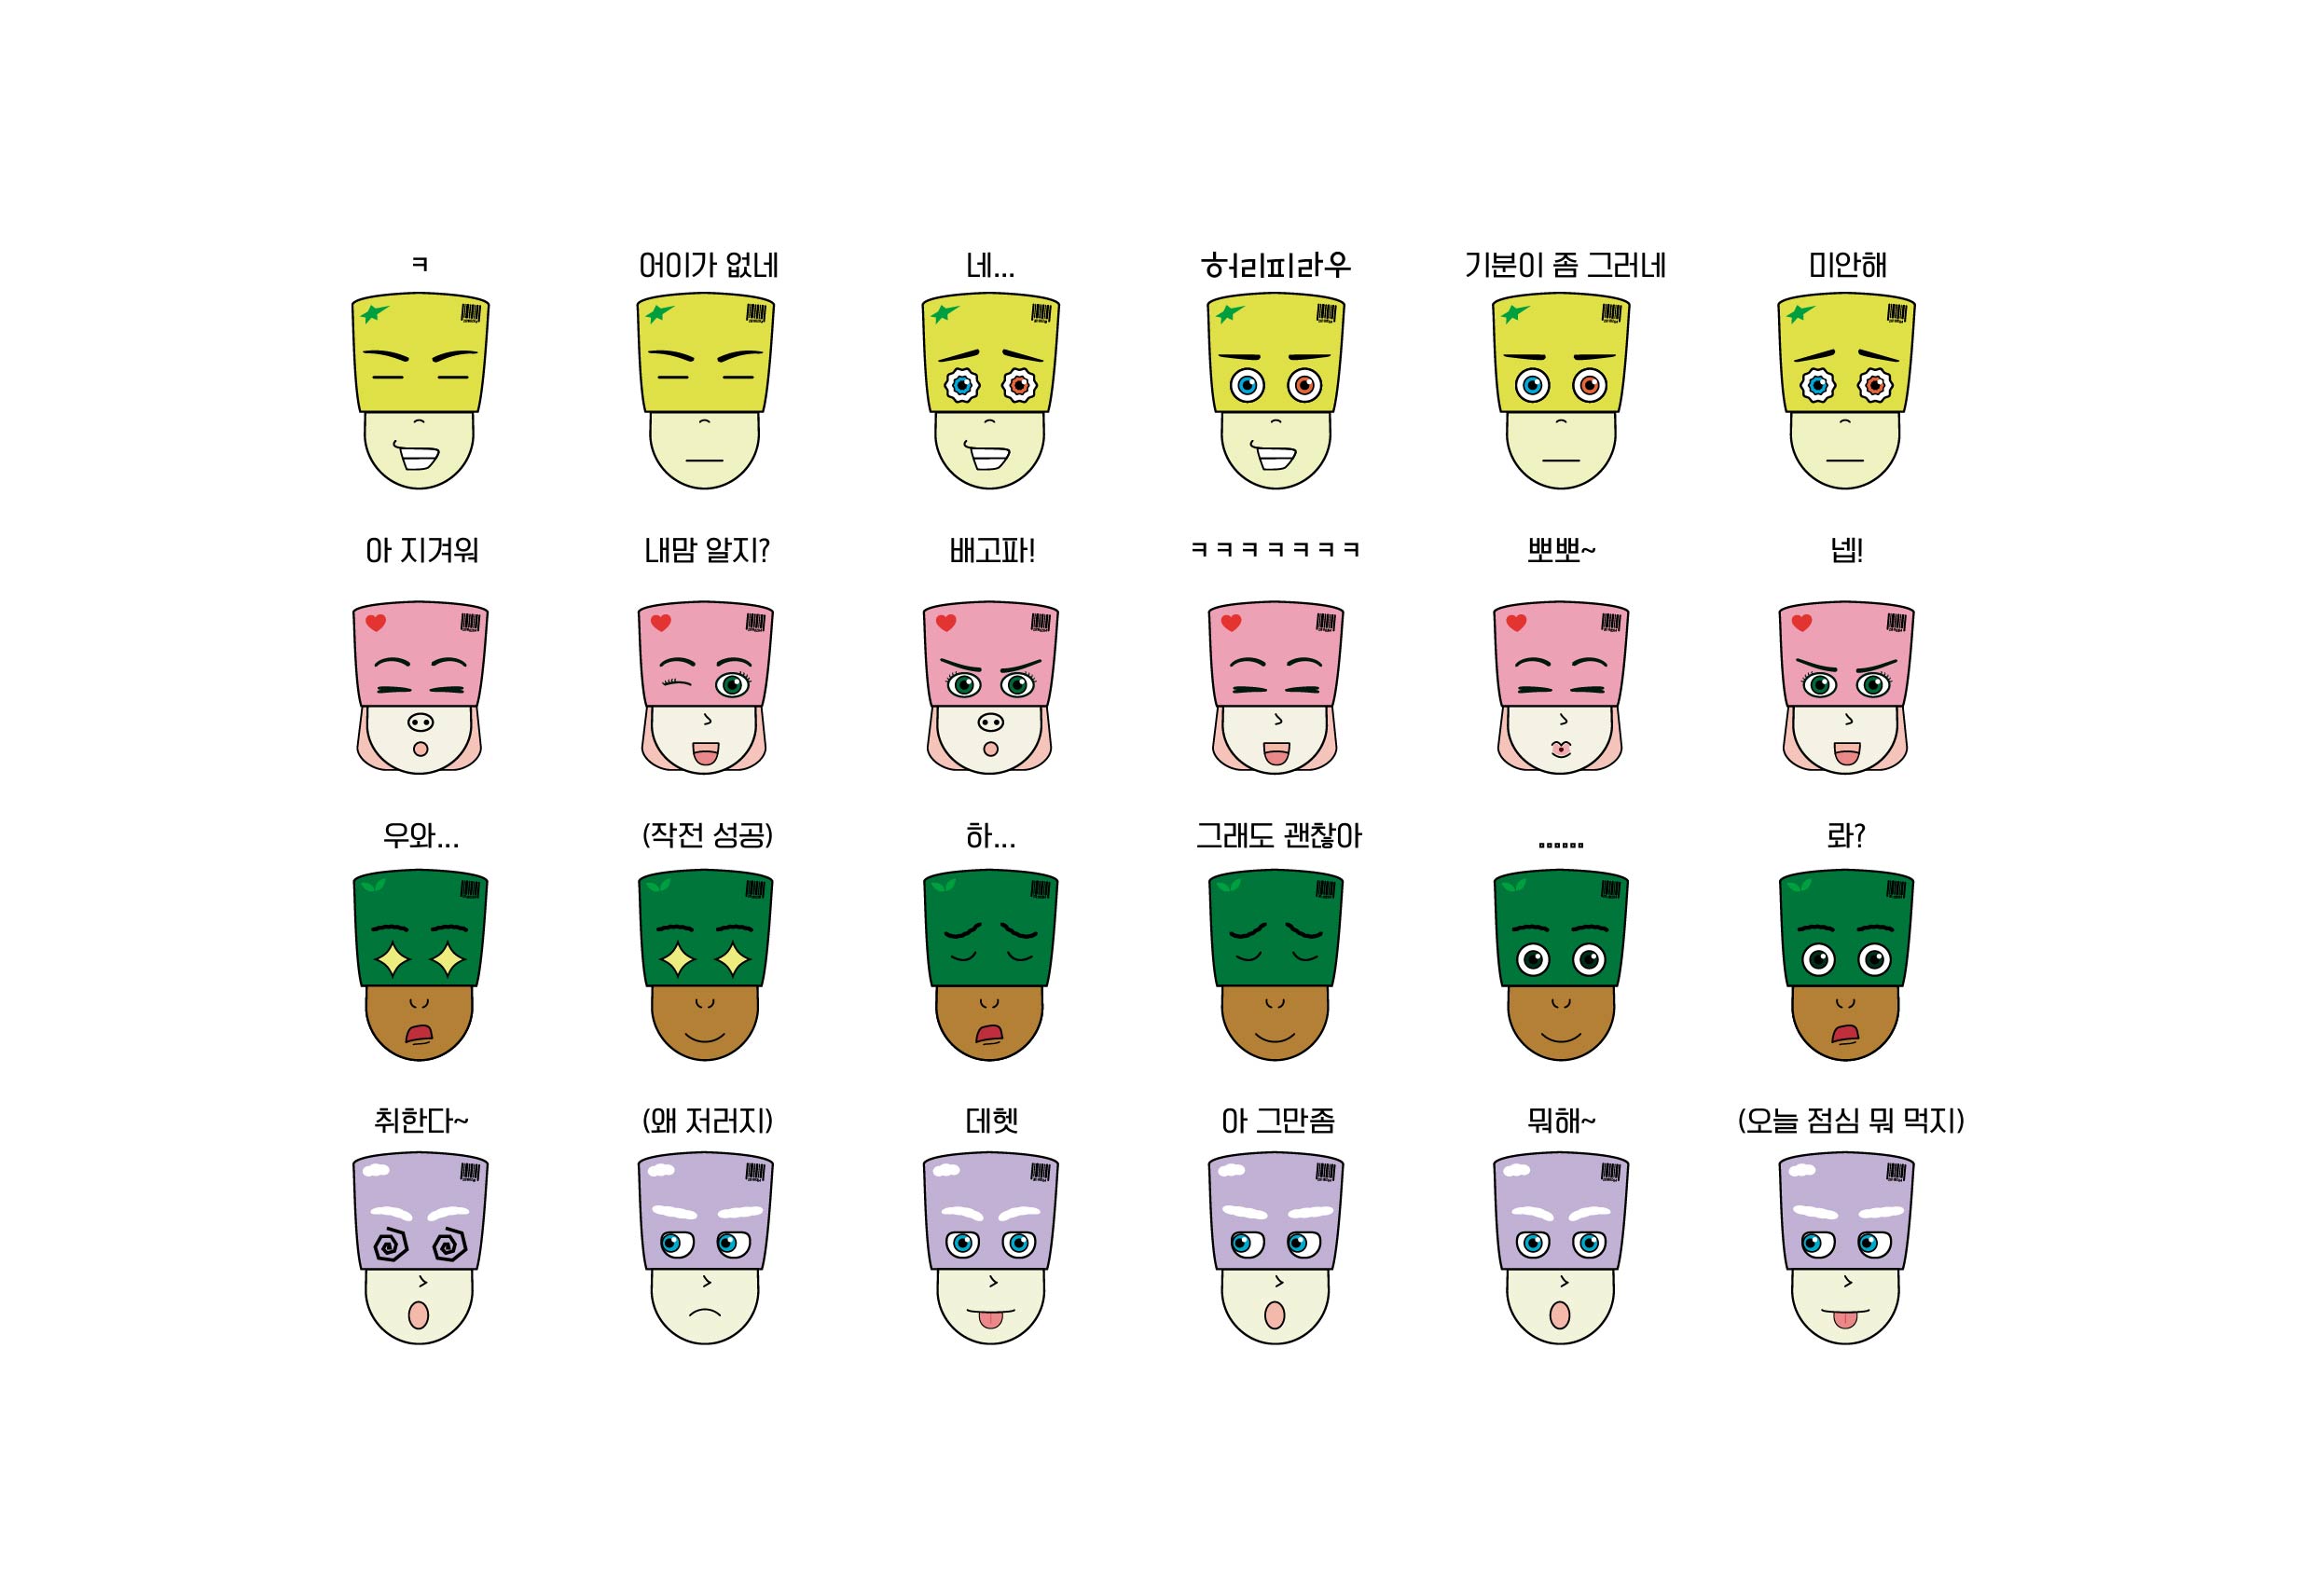 ㅋ
어이가 없네
네...
허리피라우
기분이 좀 그러네
미안해
아 지겨워
내맘 알지?
배고파!
ㅋㅋㅋㅋㅋㅋㅋ
뽀뽀~
넵!
우와...
(작전 성공)
하...
그래도 괜찮아
......
롸?
취한다~
(왜 저러지)
데헷
아 그만좀
뭐해~
(오늘 점심 뭐 먹지)